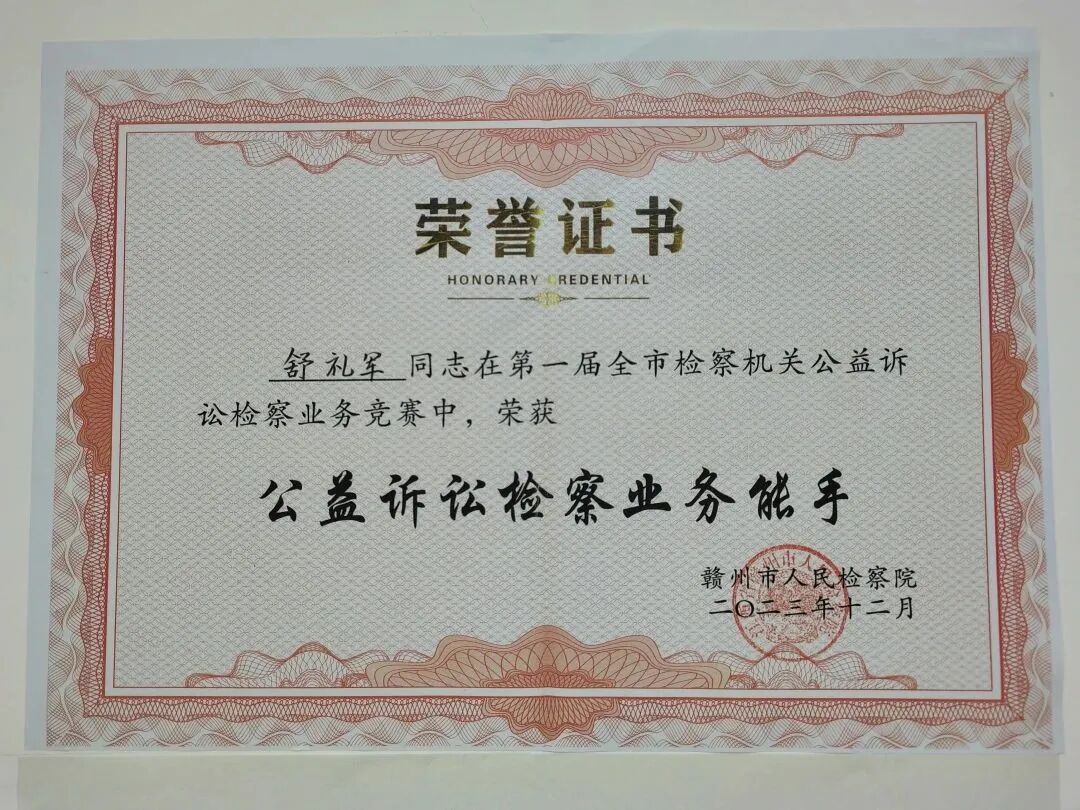 荣誉证书
HONORARY CREDENTIAL
舒礼军 同志在第一届全市检察机关公益诉
讼检察业务竞赛中，荣获
公益诉讼检察业务能手
赣州市人民检察院
二〇二三年十二月